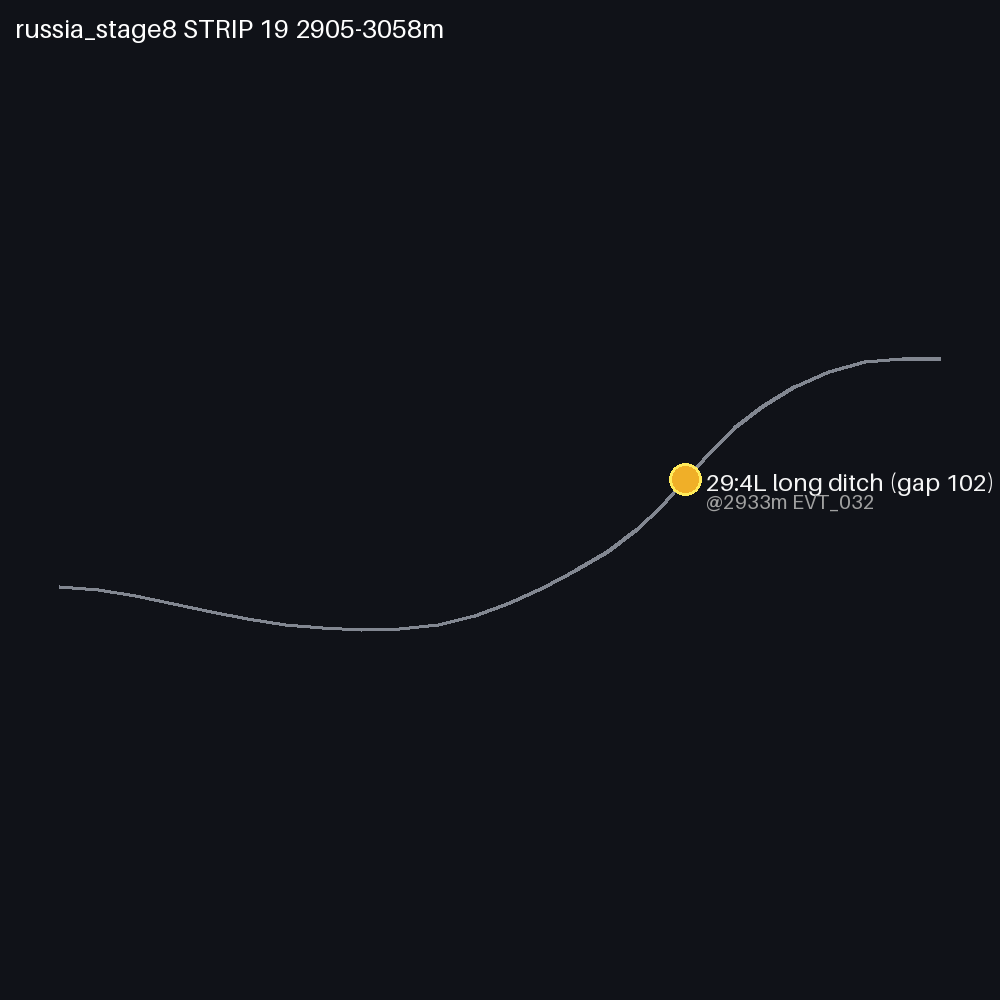 russia_stage8 STRIP 19 2905-3058m
29:4L long ditch (gap 102)
@2933m EVT_032